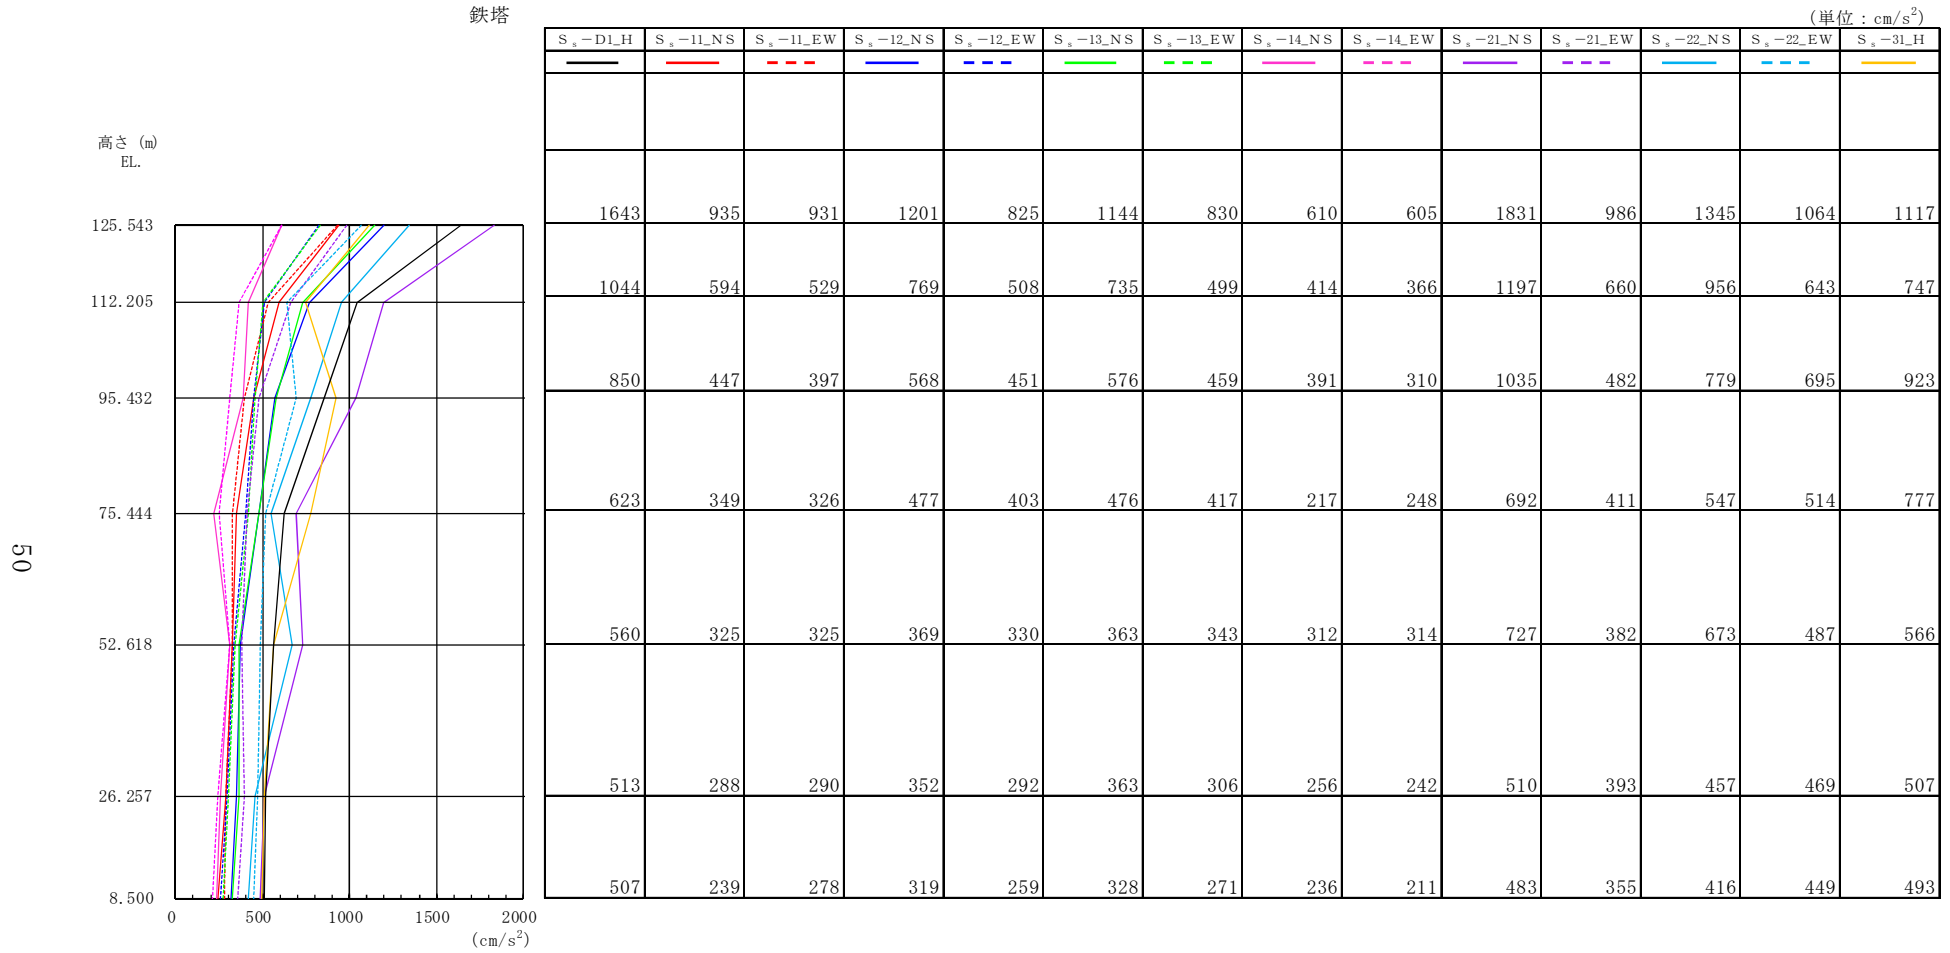 鉄塔
(単位：cm/s²)
Sₛ−D1_H Sₛ−11_NS Sₛ−11_EW Sₛ−12_NS Sₛ−12_EW Sₛ−13_NS Sₛ−13_EW Sₛ−14_NS Sₛ−14_EW Sₛ−21_NS Sₛ−21_EW Sₛ−22_NS Sₛ−22_EW Sₛ−31_H
高さ (m)
EL.
1643 935 931 1201 825 1144 830 610 605 1831 986 1345 1064 1117
125.543
1044 594 529 769 508 735 499 414 366 1197 660 956 643 747
112.205
850 447 397 568 451 576 459 391 310 1035 482 779 695 923
95.432
623 349 326 477 403 476 417 217 248 692 411 547 514 777
75.444
560 325 325 369 330 363 343 312 314 727 382 673 487 566
52.618
513 288 290 352 292 363 306 256 242 510 393 457 469 507
26.257
507 239 278 319 259 328 271 236 211 483 355 416 449 493
8.500
0 500 1000 1500 2000
(cm/s²)
50